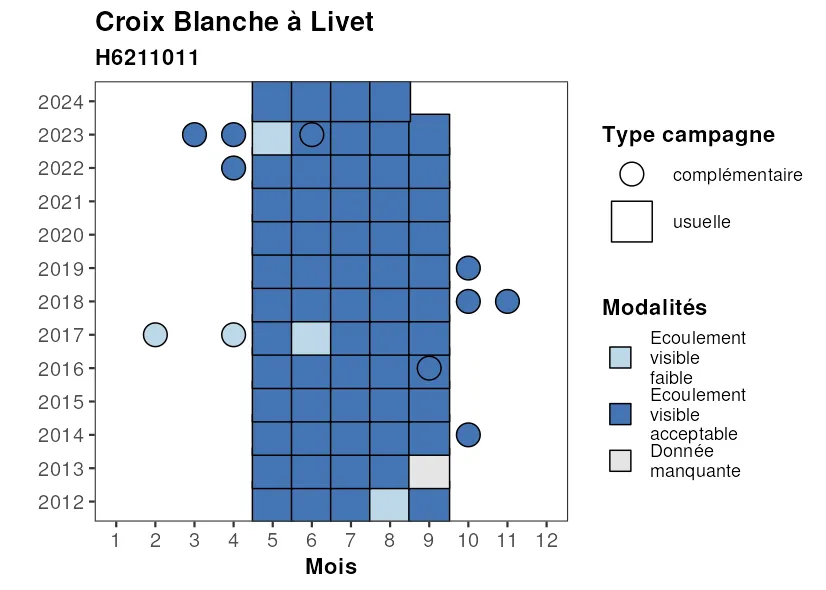 Croix Blanche à Livet
H6211011
2024
2023
2022
2021
2020
2019
2018
2017
2016
2015
2014
2013
2012
1 2 3 4 5 6 7 8 9 10 11 12
Mois
Type campagne
complémentaire
usuelle
Modalités
Ecoulement
visible
faible
Ecoulement
visible
acceptable
Donnée
manquante